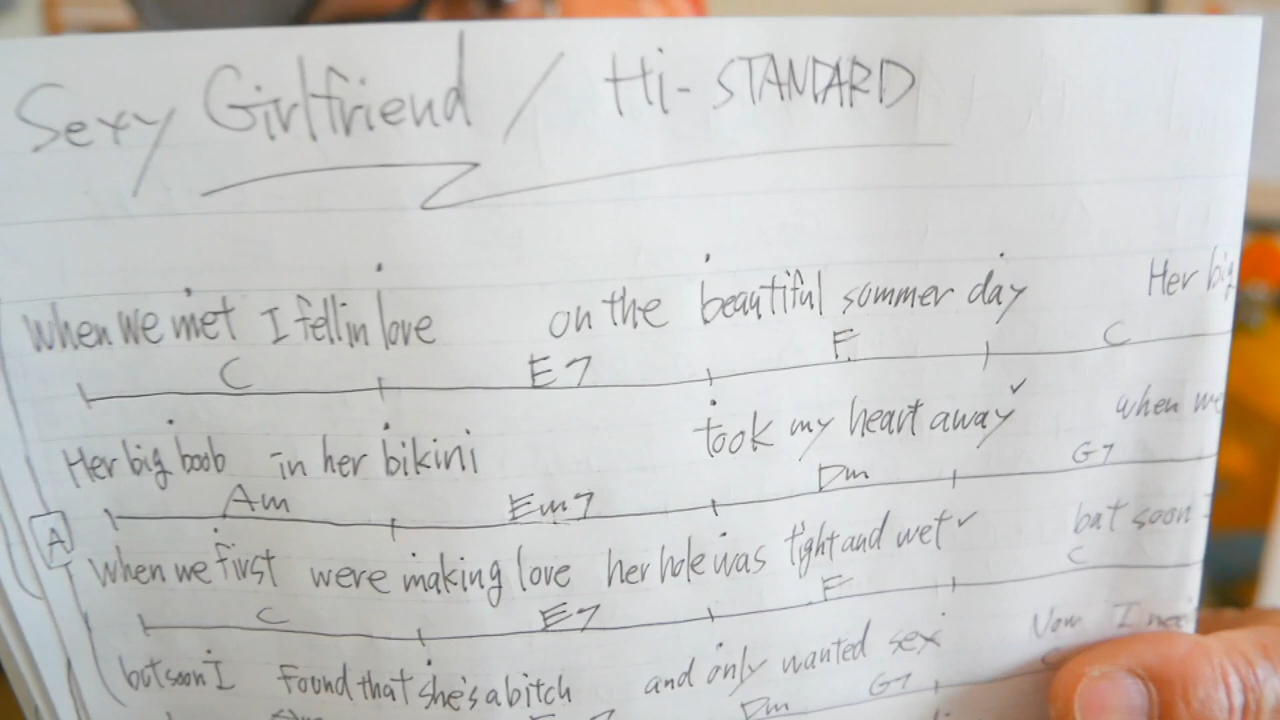 Sexy Girlfriend / Hi-STANDARD
When we met I fell in love on the beautiful summer day Her big
C E7 F C
Her big boob in her bikini took my heart away when we
Am Em7 Dm G7
A
When we first were making love her hole was tight and wet bat soon
C E7 F C
but soon I found that she's a bitch and only wanted sex Now I
Dm G7